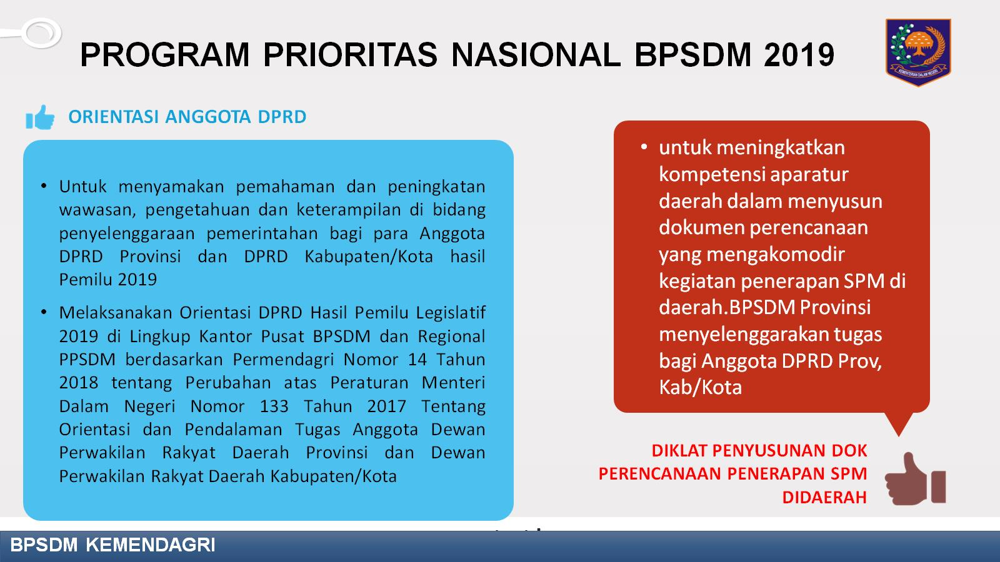 PROGRAM PRIORITAS NASIONAL BPSDM 2019
KEMENTERIAN DALAM NEGERI
ORIENTASI ANGGOTA DPRD
• Untuk menyamakan pemahaman dan peningkatan
wawasan, pengetahuan dan keterampilan di bidang
penyelenggaraan pemerintahan bagi para Anggota
DPRD Provinsi dan DPRD Kabupaten/Kota hasil
Pemilu 2019
• Melaksanakan Orientasi DPRD Hasil Pemilu Legislatif
2019 di Lingkup Kantor Pusat BPSDM dan Regional
PPSDM berdasarkan Permendagri Nomor 14 Tahun
2018 tentang Perubahan atas Peraturan Menteri
Dalam Negeri Nomor 133 Tahun 2017 Tentang
Orientasi dan Pendalaman Tugas Anggota Dewan
Perwakilan Rakyat Daerah Provinsi dan Dewan
Perwakilan Rakyat Daerah Kabupaten/Kota
• untuk meningkatkan
kompetensi aparatur
daerah dalam menyusun
dokumen perencanaan
yang mengakomodir
kegiatan penerapan SPM di
daerah.BPSDM Provinsi
menyelenggarakan tugas
bagi Anggota DPRD Prov,
Kab/Kota
DIKLAT PENYUSUNAN DOK
PERENCANAAN PENERAPAN SPM
DIDAERAH
BPSDM KEMENDAGRI